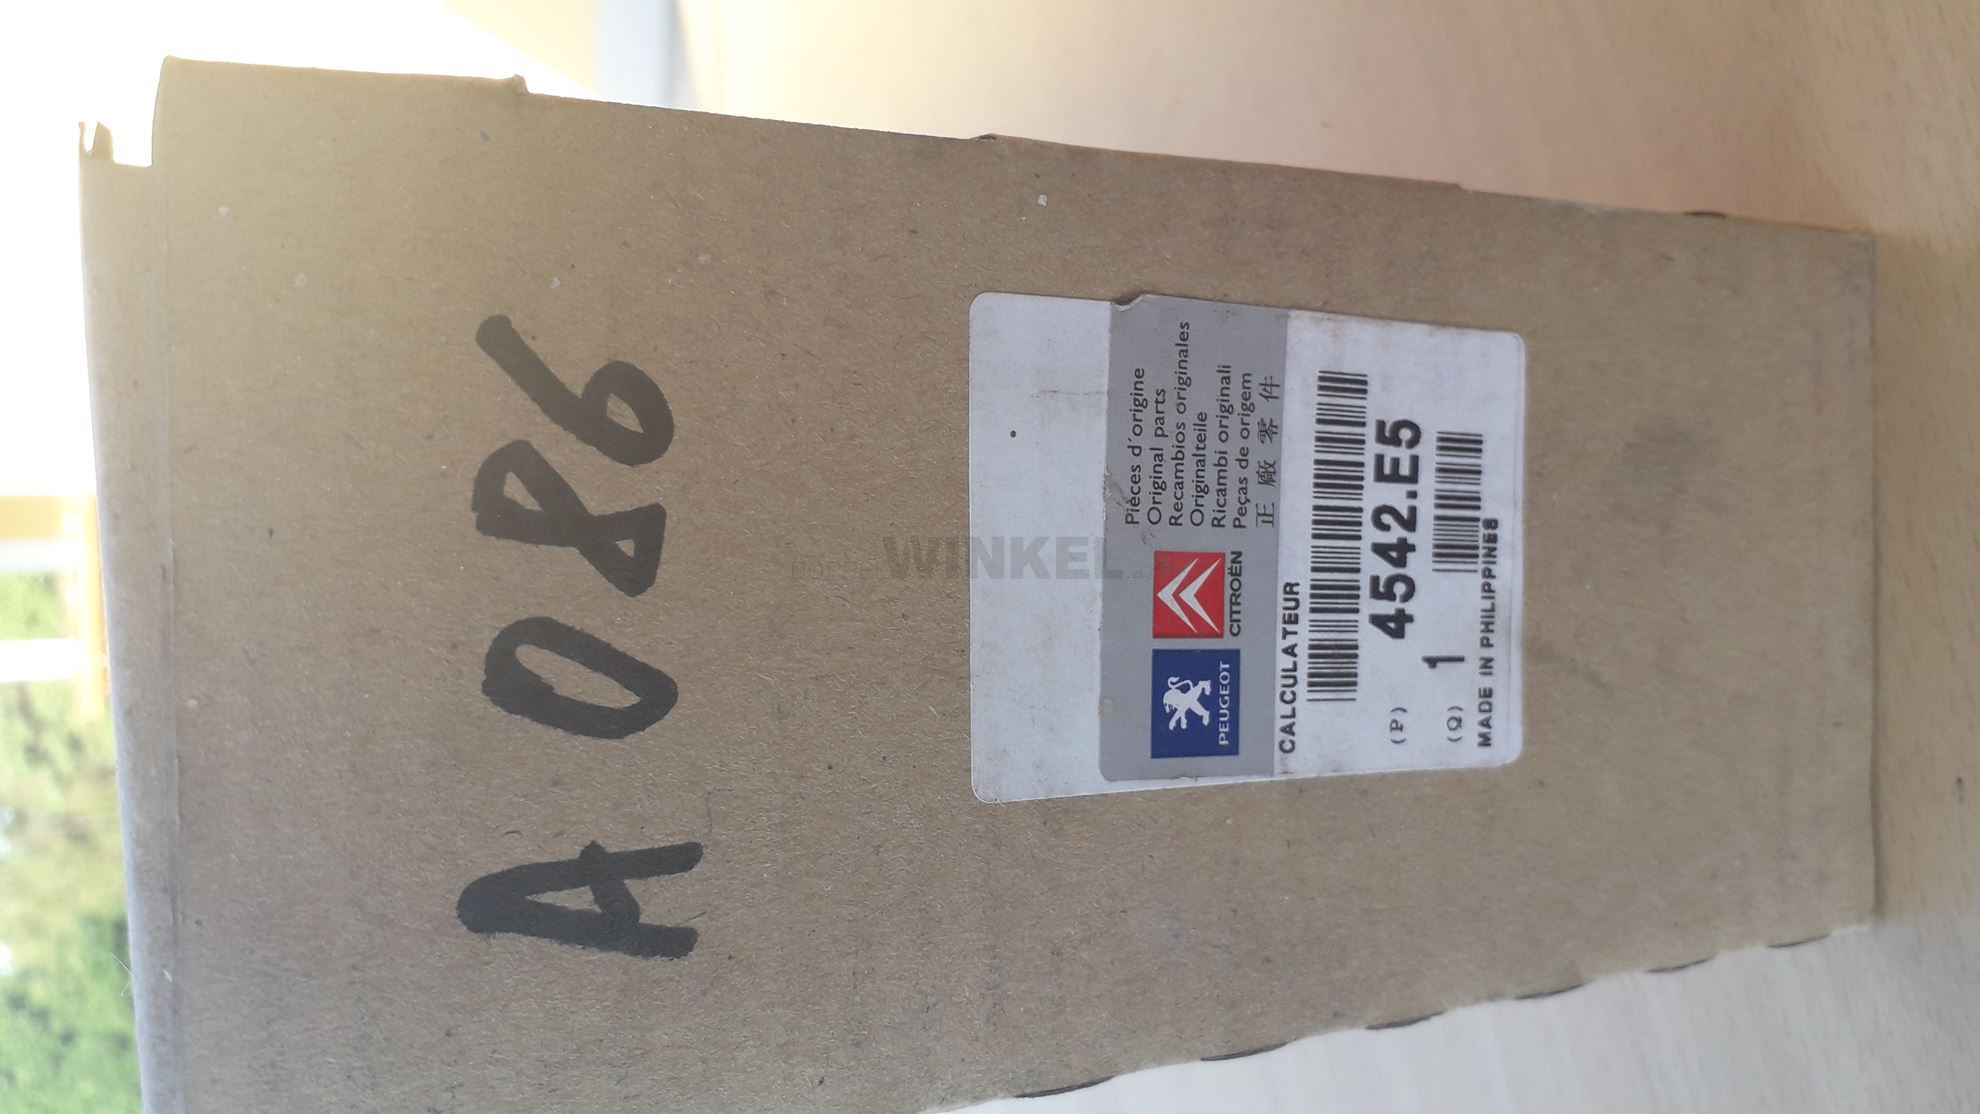 A086
Pièces d'origine
Original parts
Recambios originales
Originalteile
Ricambi originali
Peças de origem
正廠零件
PEUGEOT
CITROËN
CALCULATEUR
(P) 4542.E5
(Q) 1
MADE IN PHILIPPINES
WINKEL